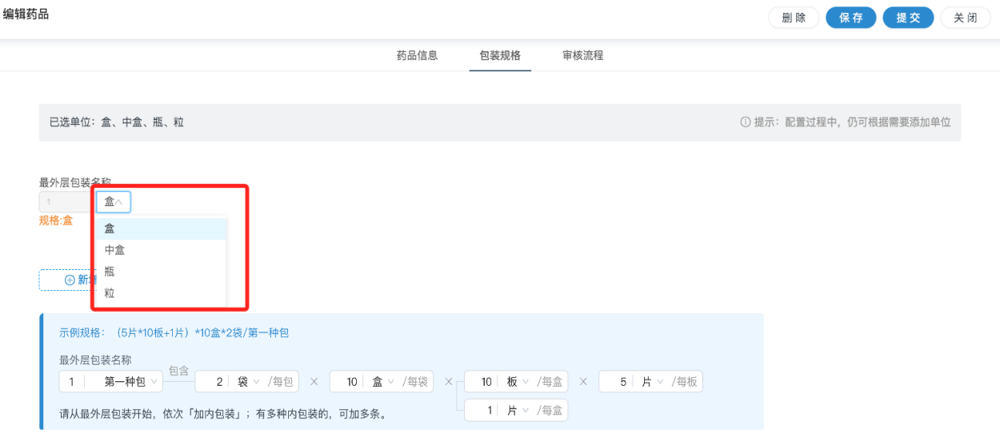 编辑药品
删 除 保 存 提 交 关 闭
药品信息 包装规格 审核流程
已选单位：盒、中盒、瓶、粒 提示：配置过程中，仍可根据需要添加单位
最外层包装名称
1 盒
规格:盒
盒
中盒
瓶
粒
新增
示例规格：（5片*10板+1片）*10盒*2袋/第一种包
最外层包装名称
1 第一种包 包含 2 袋 /每包 × 10 盒 /每袋 × 10 板 /每盒 × 5 片 /每板
1 片 /每盒
请从最外层包装开始，依次「加内包装」；有多种内包装的，可加多条。